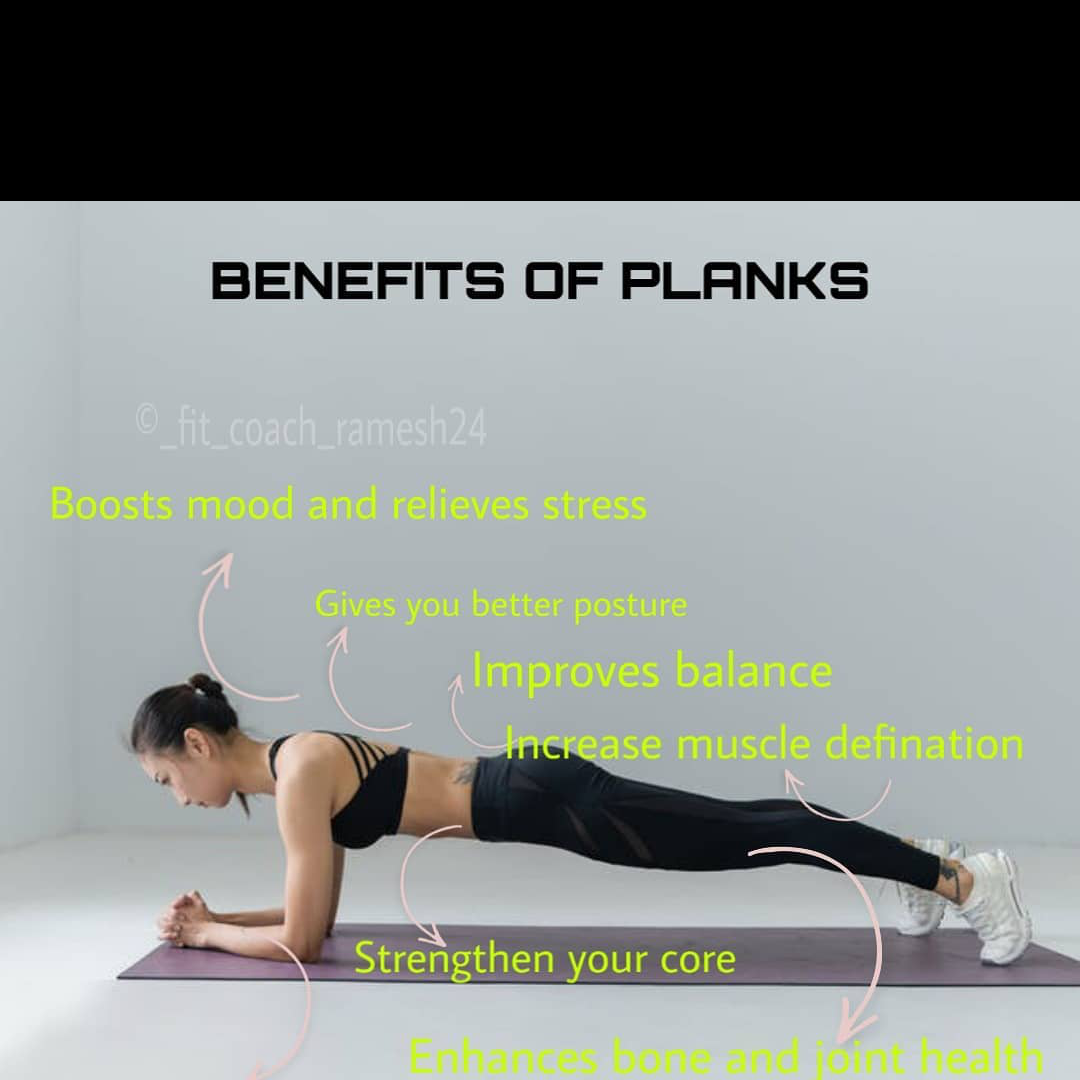 BENEFITS OF PLANKS
©_fit_coach_ramesh24
Boosts mood and relieves stress
Gives you better posture
Improves balance
Increase muscle defination
Strengthen your core
Enhances bone and joint health